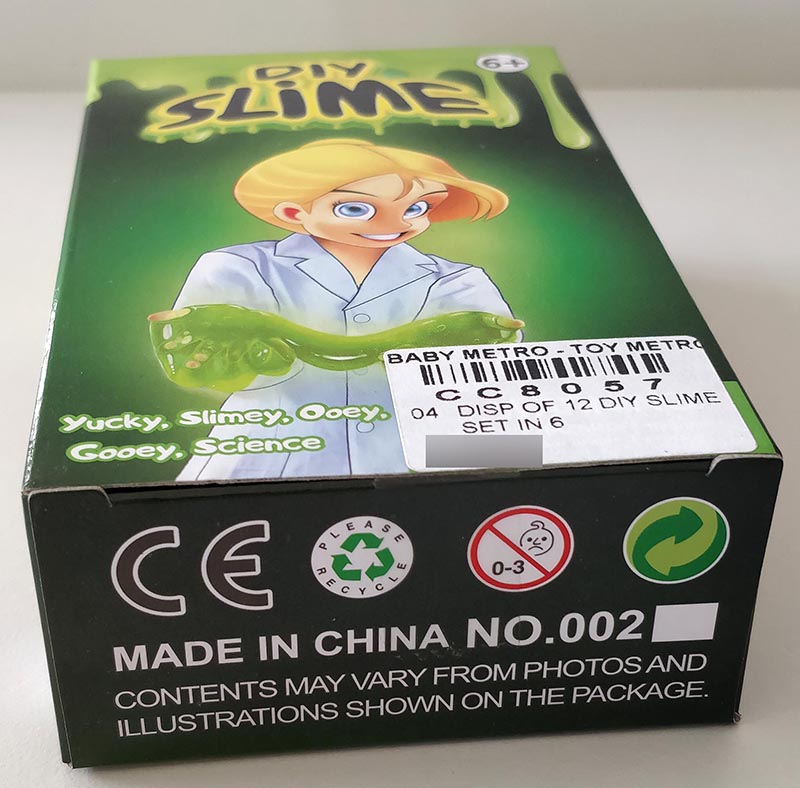 DIY
SLIME
6+
Yucky, Slimey, Ooey,
Gooey, Science
BABY METRO - TOY METRO
CC8057
04 DISP OF 12 DIY SLIME
SET IN 6
CE
PLEASE
RECYCLE
0-3
MADE IN CHINA NO.002
CONTENTS MAY VARY FROM PHOTOS AND
ILLUSTRATIONS SHOWN ON THE PACKAGE.